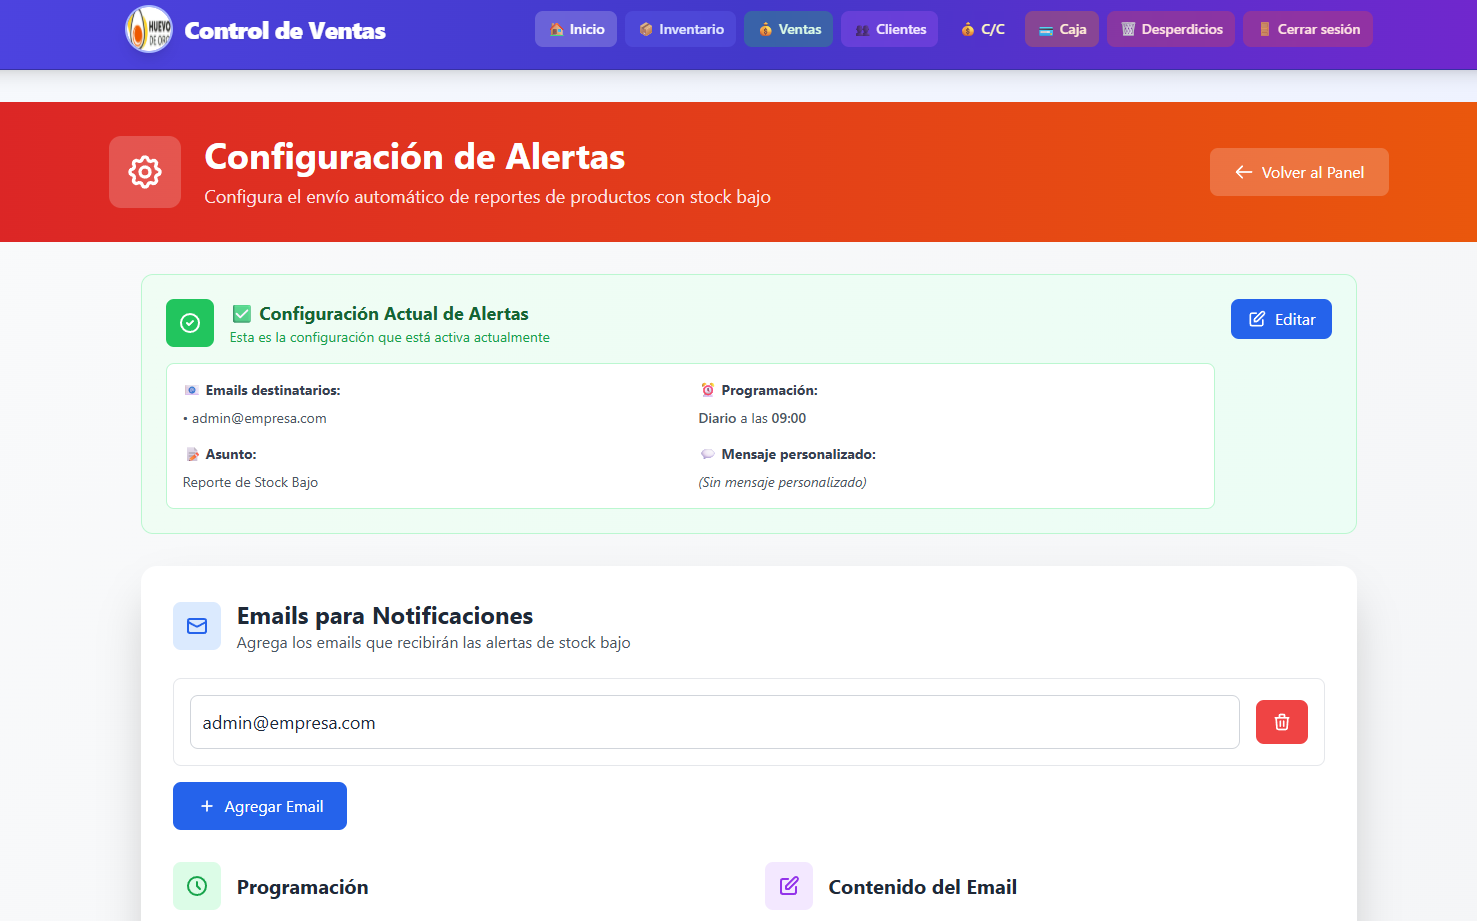 HUEVO
DE ORO
Control de Ventas
Inicio
Inventario
Ventas
Clientes
C/C
Caja
Desperdicios
Cerrar sesión
Configuración de Alertas
Configura el envío automático de reportes de productos con stock bajo
Volver al Panel
Configuración Actual de Alertas
Esta es la configuración que está activa actualmente
Editar
Emails destinatarios:
• admin@empresa.com
Programación:
Diario a las 09:00
Asunto:
Reporte de Stock Bajo
Mensaje personalizado:
(Sin mensaje personalizado)
Emails para Notificaciones
Agrega los emails que recibirán las alertas de stock bajo
admin@empresa.com
+ Agregar Email
Programación
Contenido del Email